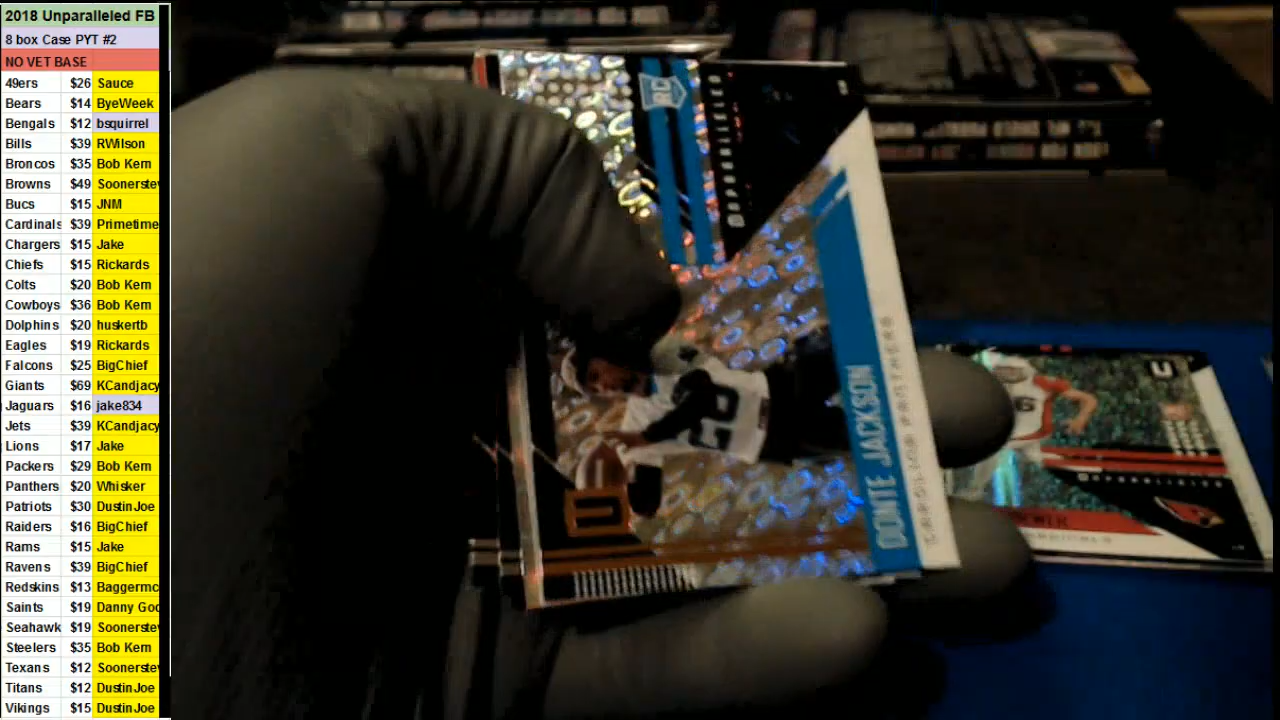 2018 Unparalleled FB
8 box Case PYT #2
NO VET BASE
49ers $26 Sauce
Bears $14 ByeWeek
Bengals $12 bsquirrel
Bills $39 RWilson
Broncos $35 Bob Kern
Browns $49 Soonerstev
Bucs $15 JNM
Cardinals $39 Primetime
Chargers $15 Jake
Chiefs $15 Rickards
Colts $20 Bob Kern
Cowboys $36 Bob Kern
Dolphins $20 huskertb
Eagles $19 Rickards
Falcons $25 BigChief
Giants $69 KCandjacy
Jaguars $16 jake834
Jets $39 KCandjacy
Lions $17 Jake
Packers $29 Bob Kern
Panthers $20 Whisker
Patriots $30 DustinJoe
Raiders $16 BigChief
Rams $15 Jake
Ravens $39 BigChief
Redskins $13 Baggermc
Saints $19 Danny Goo
Seahawk $19 Soonerstev
Steelers $35 Bob Kern
Texans $12 Soonerstev
Titans $12 DustinJoe
Vikings $15 DustinJoe
RC
UNPARALLELED
DONTE JACKSON
CAROLINA PANTHERS
U
UNPARALLELED